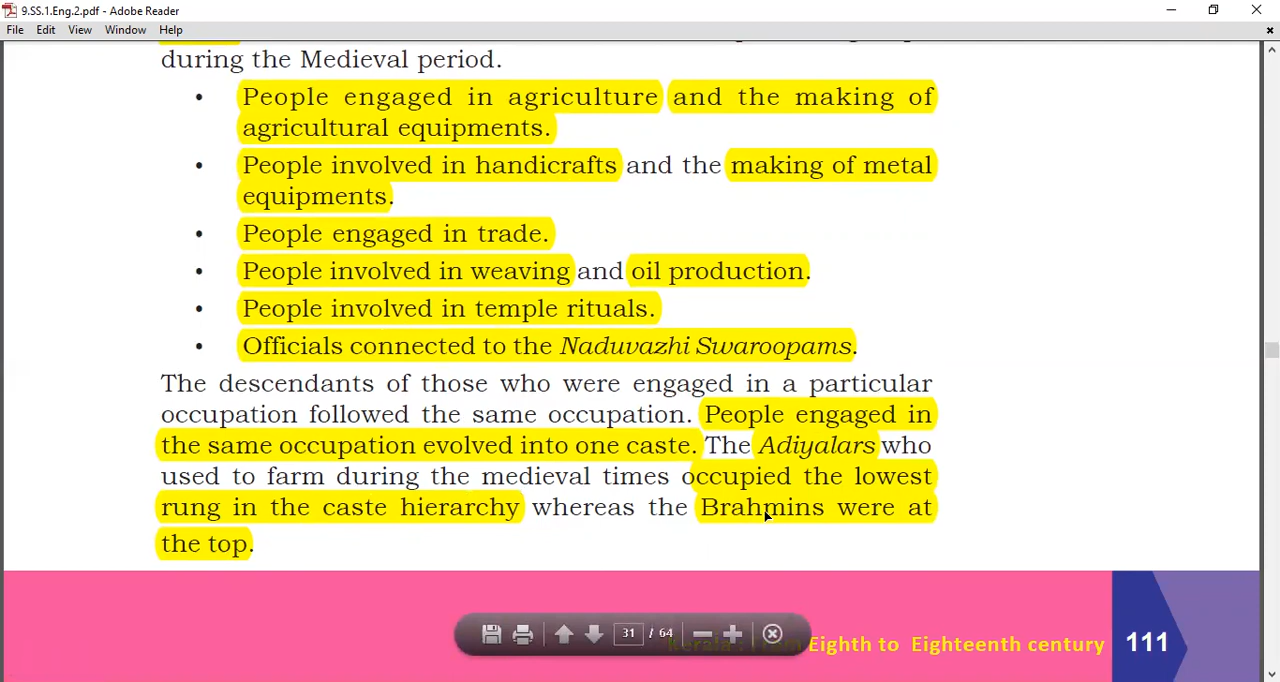 9.SS.1.Eng.2.pdf - Adobe Reader
File Edit View Window Help
during the Medieval period.
• People engaged in agriculture and the making of
agricultural equipments.
• People involved in handicrafts and the making of metal
equipments.
• People engaged in trade.
• People involved in weaving and oil production.
• People involved in temple rituals.
• Officials connected to the Naduvazhi Swaroopams.
The descendants of those who were engaged in a particular
occupation followed the same occupation. People engaged in
the same occupation evolved into one caste. The Adiyalars who
used to farm during the medieval times occupied the lowest
rung in the caste hierarchy whereas the Brahmins were at
the top.
31 / 64
Eighth to Eighteenth century 111